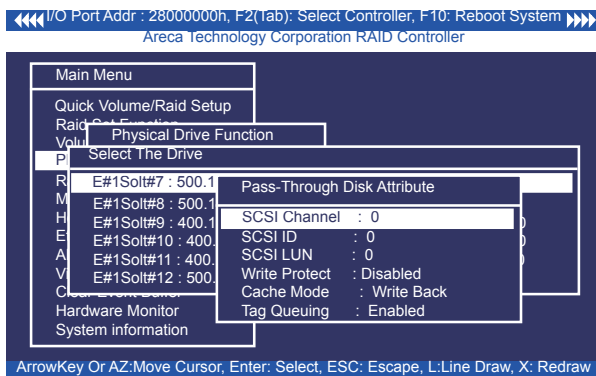 I/O Port Addr : 28000000h, F2(Tab): Select Controller, F10: Reboot System
Areca Technology Corporation RAID Controller
Main Menu
Quick Volume/Raid Setup
Physical Drive Function
Select The Drive
E#1Solt#7 : 500.1
E#1Solt#8 : 500.1
E#1Solt#9 : 400.1
E#1Solt#10 : 400.
E#1Solt#11 : 400.
E#1Solt#12 : 500.
Pass-Through Disk Attribute
SCSI Channel : 0
SCSI ID : 0
SCSI LUN : 0
Write Protect : Disabled
Cache Mode : Write Back
Tag Queuing : Enabled
Hardware Monitor
System information
ArrowKey Or AZ:Move Cursor, Enter: Select, ESC: Escape, L:Line Draw, X: Redraw